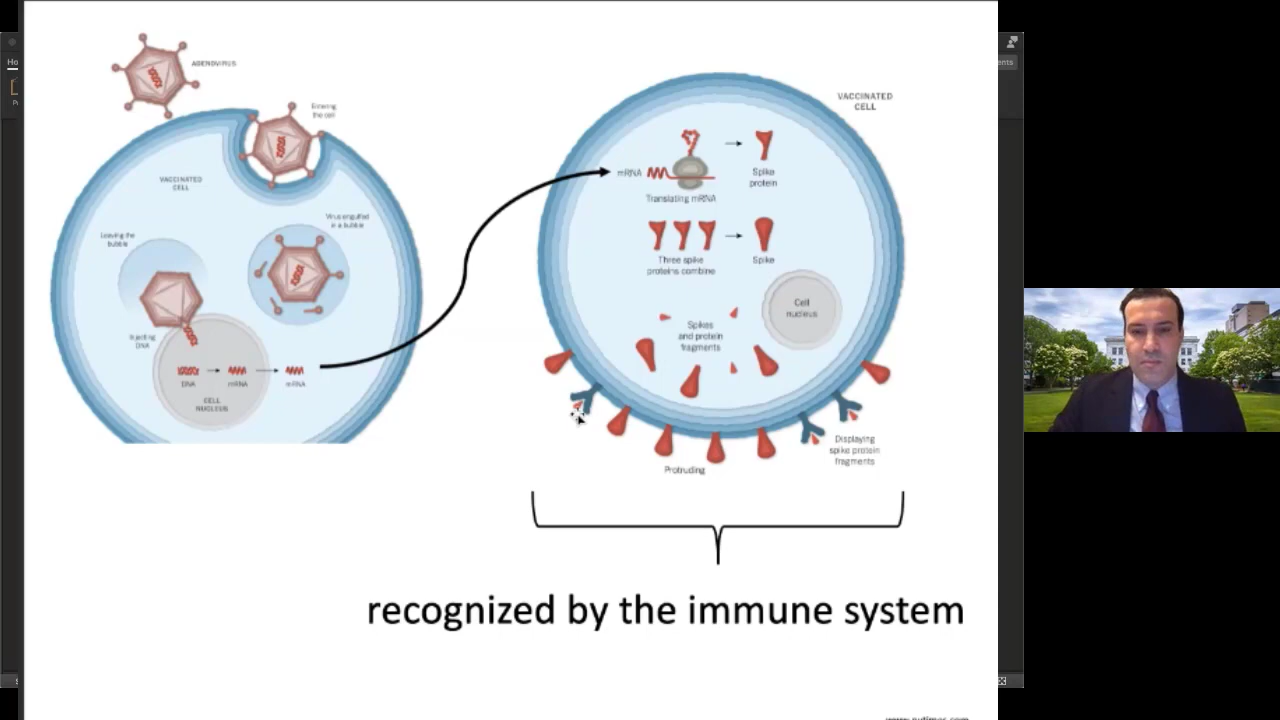 ADENOVIRUS
Entering
the cell
VACCINATED
CELL
Virus engulfed
in a bubble
Leaving the
bubble
Injecting
DNA
DNA
mRNA
mRNA
CELL
NUCLEUS
VACCINATED
CELL
mRNA
Translating mRNA
Spike
protein
Three spike
proteins combine
Spike
Cell
nucleus
Spikes
and protein
fragments
Displaying
spike protein
fragments
Protruding
recognized by the immune system
Ho
ents